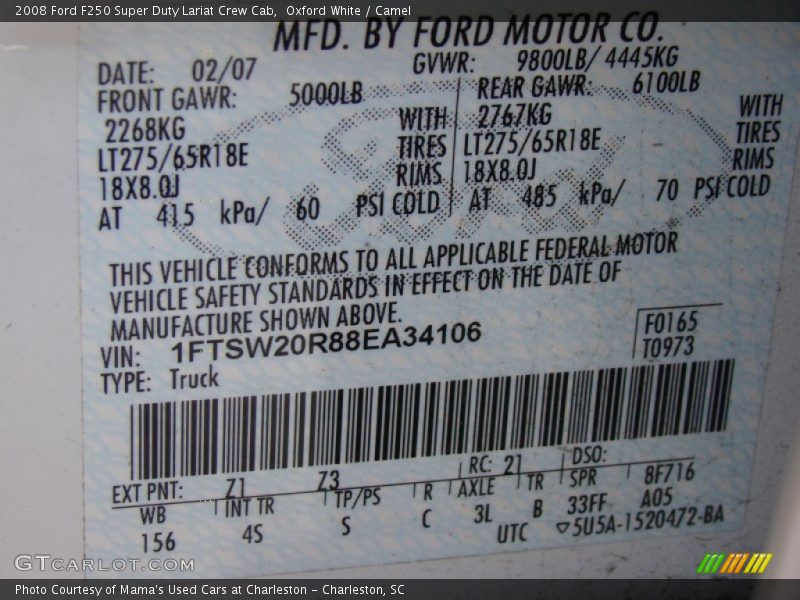 2008 Ford F250 Super Duty Lariat Crew Cab, Oxford White / Camel
MFD. BY FORD MOTOR CO.
DATE: 02/07 GVWR: 9800LB/ 4445KG
FRONT GAWR: 5000LB REAR GAWR: 6100LB
2268KG WITH 2767KG WITH
LT275/65R18E TIRES LT275/65R18E TIRES
18X8.0J RIMS 18X8.0J RIMS
AT 415 kPa/ 60 PSI COLD AT 485 kPa/ 70 PSI COLD
Ford
THIS VEHICLE CONFORMS TO ALL APPLICABLE FEDERAL MOTOR
VEHICLE SAFETY STANDARDS IN EFFECT ON THE DATE OF
MANUFACTURE SHOWN ABOVE.
VIN: 1FTSW20R88EA34106 F0165
TYPE: Truck T0973
EXT PNT: Z1 Z3 RC: 21 DSO:
WB INT TR TP/PS R AXLE TR SPR 8F716
156 4S S C 3L B 33FF A05
UTC ▽5U5A-1520472-BA
GTCARLOT.COM
Photo Courtesy of Mama's Used Cars at Charleston - Charleston, SC